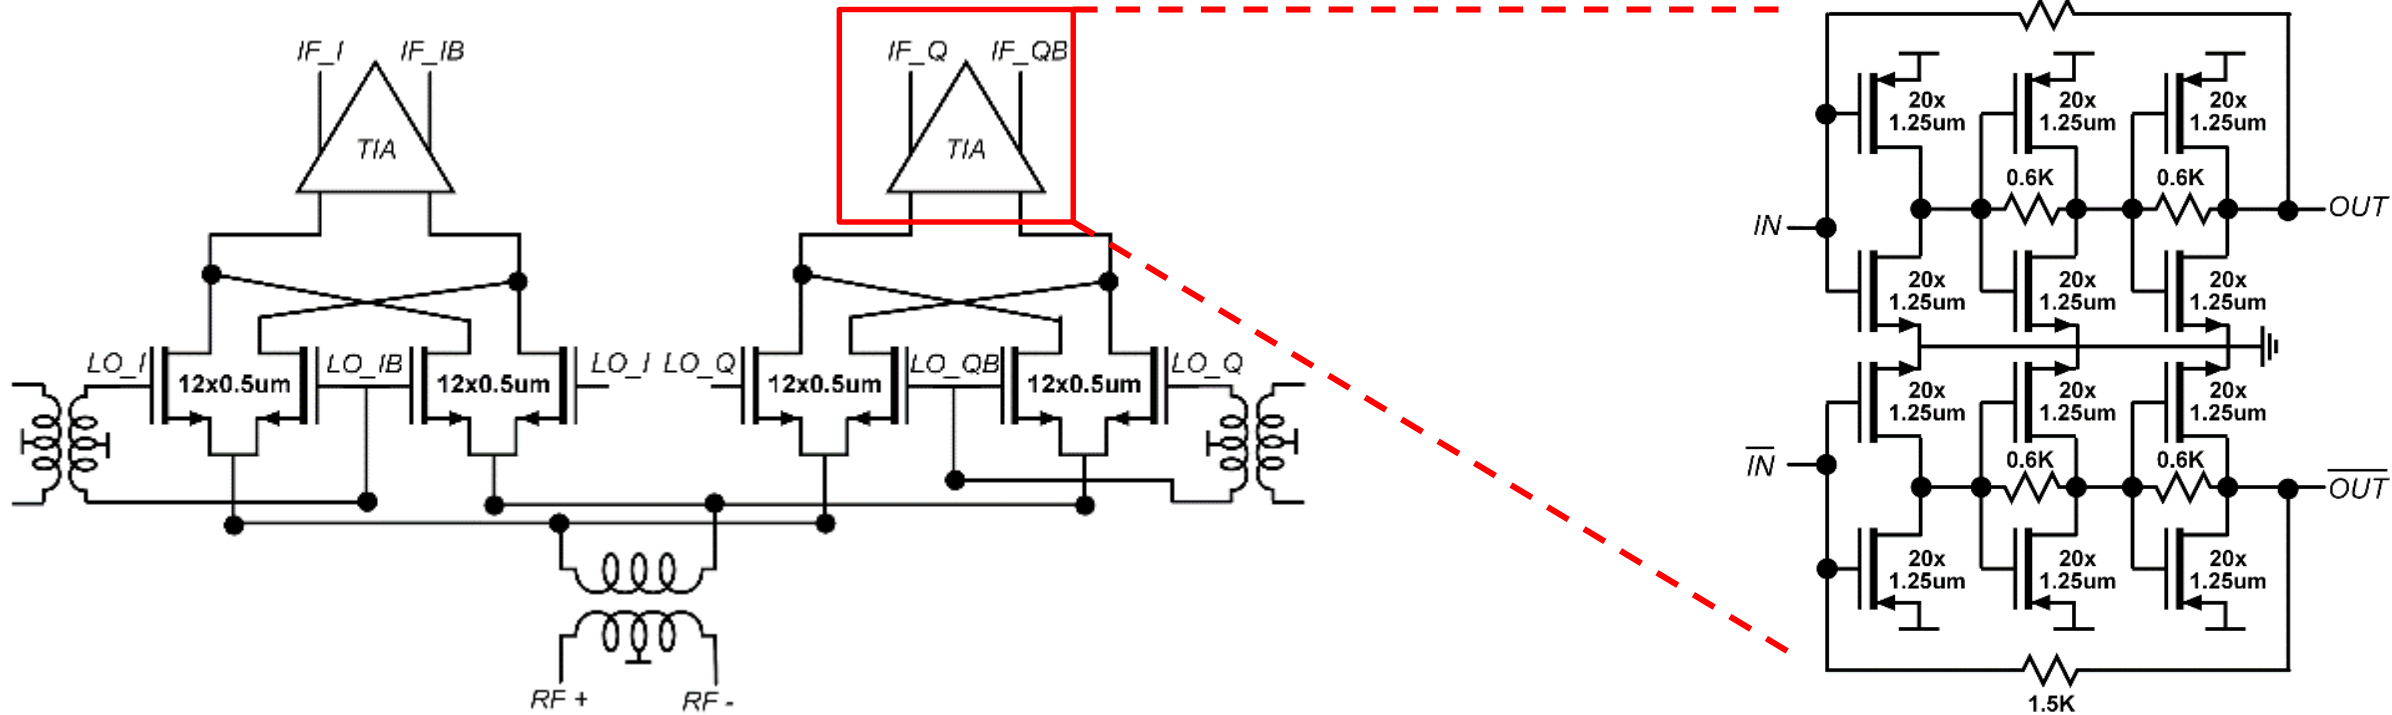 IF_I IF_IB IF_Q IF_QB
TIA TIA
LO_I LO_IB LO_I LO_Q LO_QB LO_Q
12x0.5um 12x0.5um 12x0.5um 12x0.5um
RF + RF -
20x 20x 20x
1.25um 1.25um 1.25um
0.6K 0.6K
IN OUT
20x 20x 20x
1.25um 1.25um 1.25um
20x 20x 20x
1.25um 1.25um 1.25um
0.6K 0.6K
IN OUT
20x 20x 20x
1.25um 1.25um 1.25um
1.5K